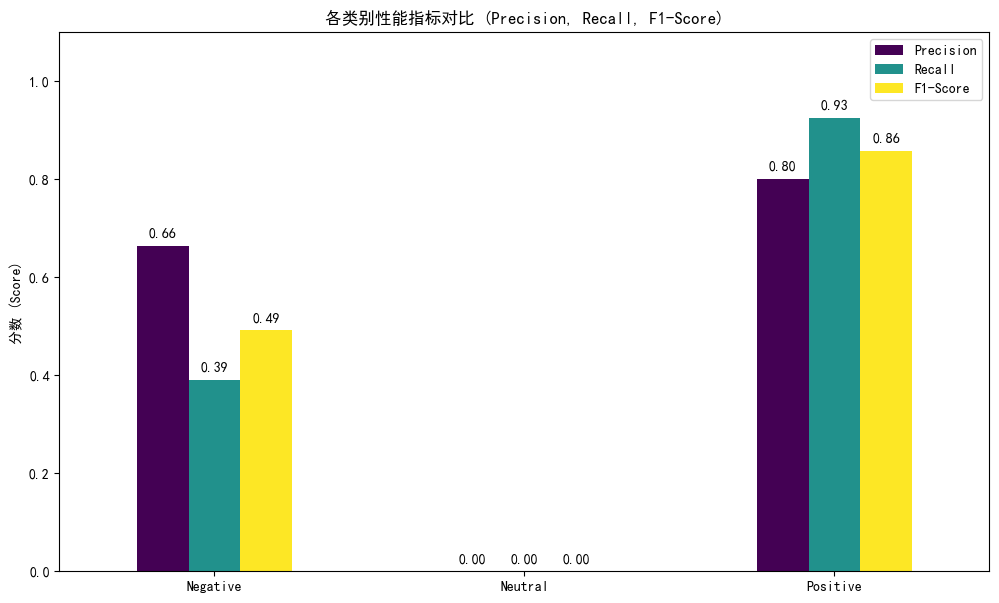 各类别性能指标对比 (Precision, Recall, F1-Score)
Precision
Recall
F1-Score
分数 (Score)
1.0
0.8
0.6
0.4
0.2
0.0
0.66
0.39
0.49
0.00
0.00
0.00
0.80
0.93
0.86
Negative
Neutral
Positive